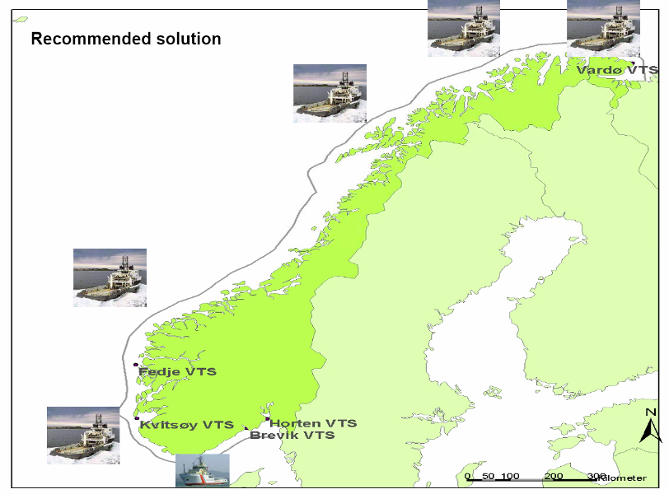 Recommended solution
Vardø VTS
Fedje VTS
Kvitsøy VTS
Horten VTS
Brevik VTS
N
0 50 100 200 300 Kilometer